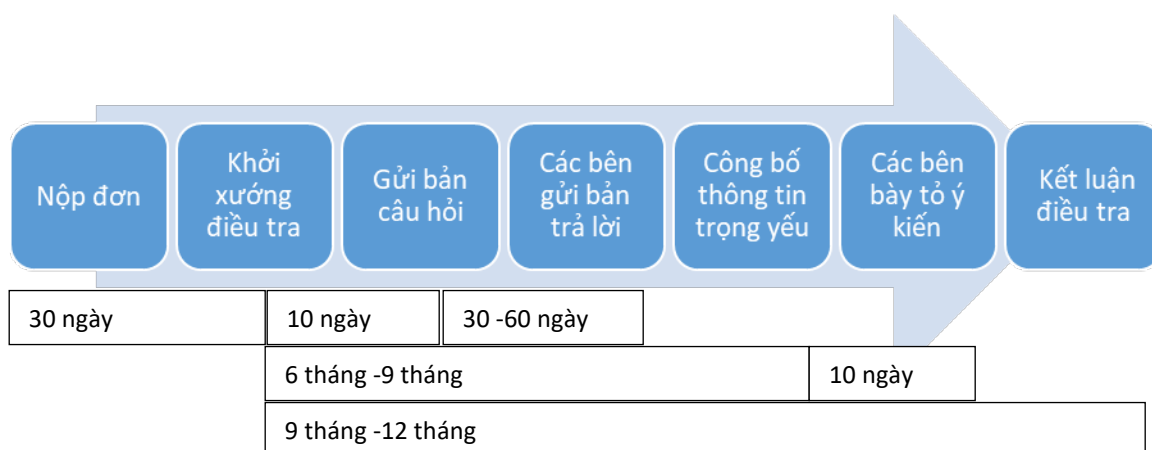 Nộp đơn
Khởi
xướng
điều tra
Gửi bản
câu hỏi
Các bên
gửi bản
trả lời
Công bố
thông tin
trọng yếu
Các bên
bày tỏ ý
kiến
Kết luận
điều tra
30 ngày
10 ngày
30 -60 ngày
6 tháng -9 tháng
10 ngày
9 tháng -12 tháng